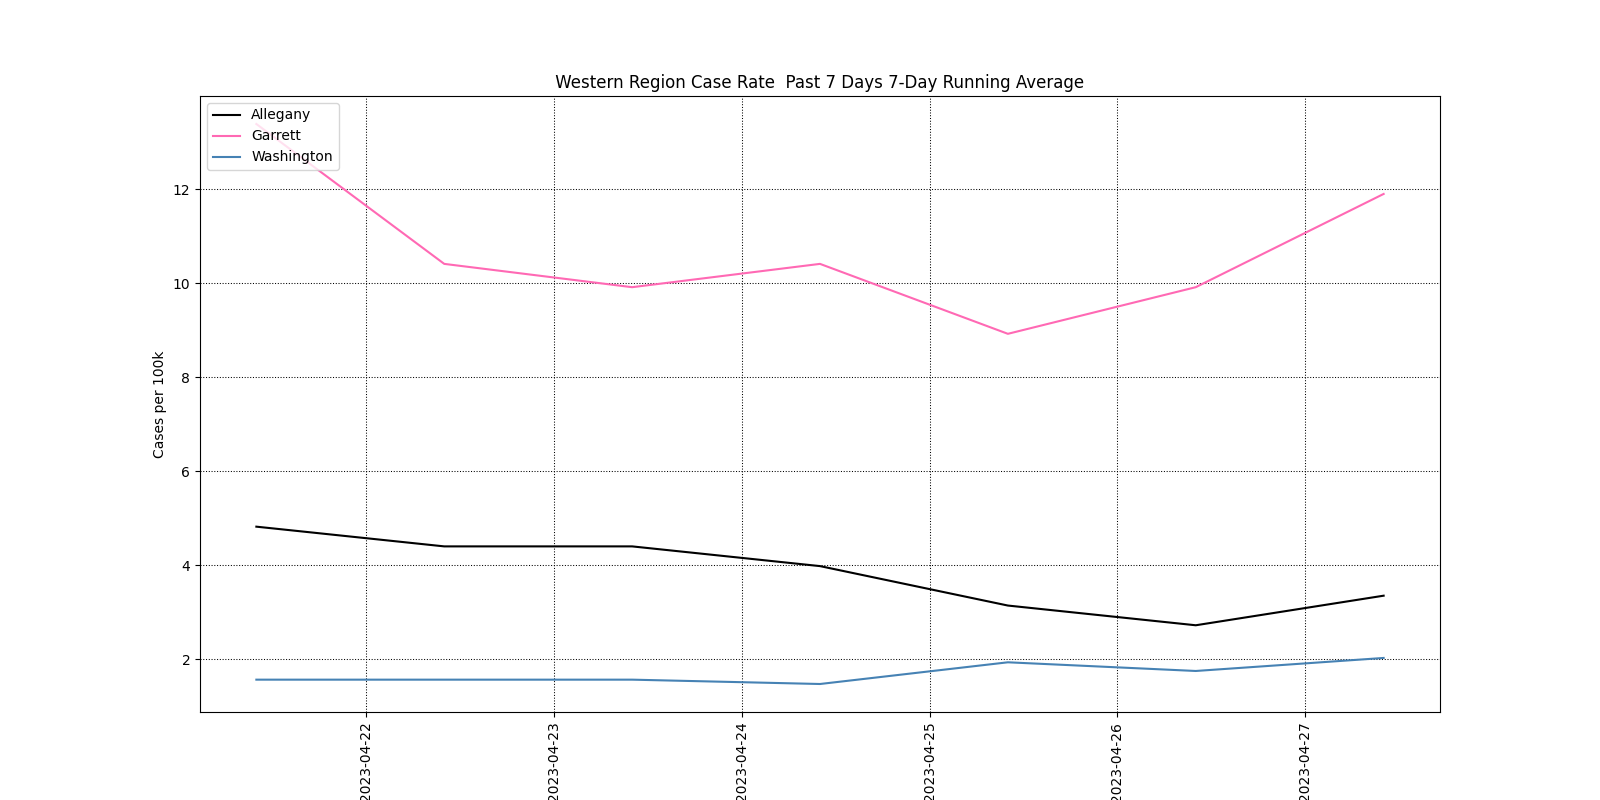 Western Region Case Rate  Past 7 Days 7-Day Running Average
Allegany
Garrett
Washington
12
10
8
6
4
2
Cases per 100k
2023-04-22
2023-04-23
2023-04-24
2023-04-25
2023-04-26
2023-04-27